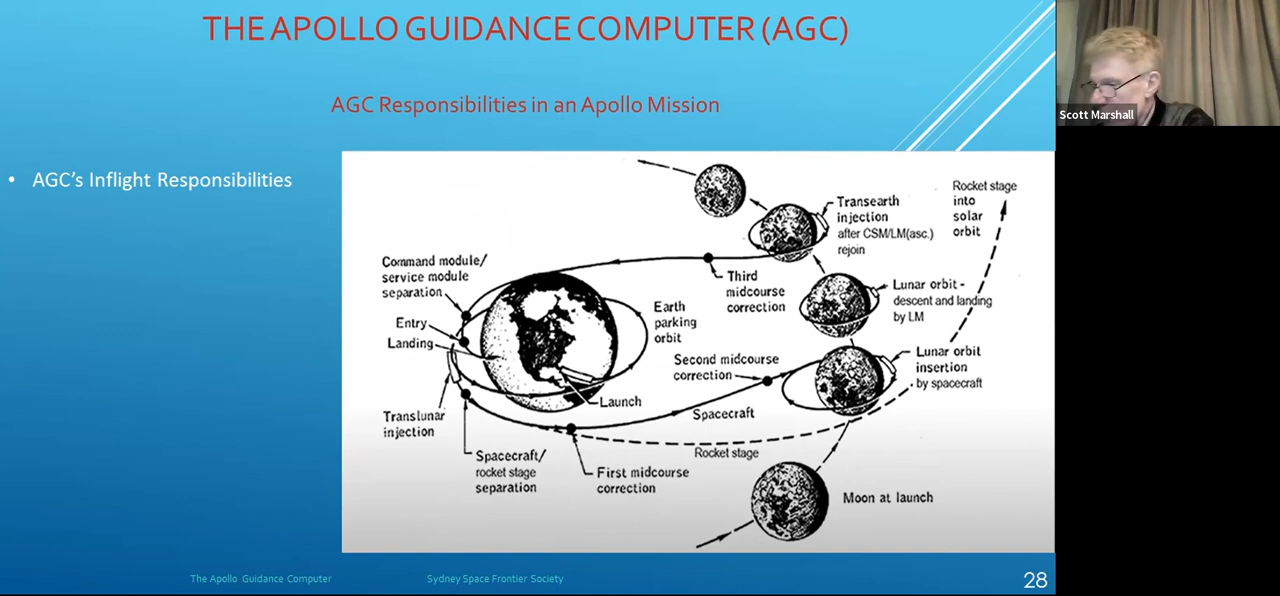 THE APOLLO GUIDANCE COMPUTER (AGC)
AGC Responsibilities in an Apollo Mission
Scott Marshall
• AGC's Inflight Responsibilities
Rocket stage
into
solar
orbit
Transearth
injection
after CSM/LM(asc.)
rejoin
Command module/
service module
separation
Third
midcourse
correction
Lunar orbit -
descent and landing
by LM
Earth
parking
orbit
Entry
Landing
Second midcourse
correction
Lunar orbit
insertion
by spacecraft
Launch
Spacecraft
Translunar
injection
Rocket stage
Spacecraft/
rocket stage
separation
First midcourse
correction
Moon at launch
The Apollo Guidance Computer
Sydney Space Frontier Society
28